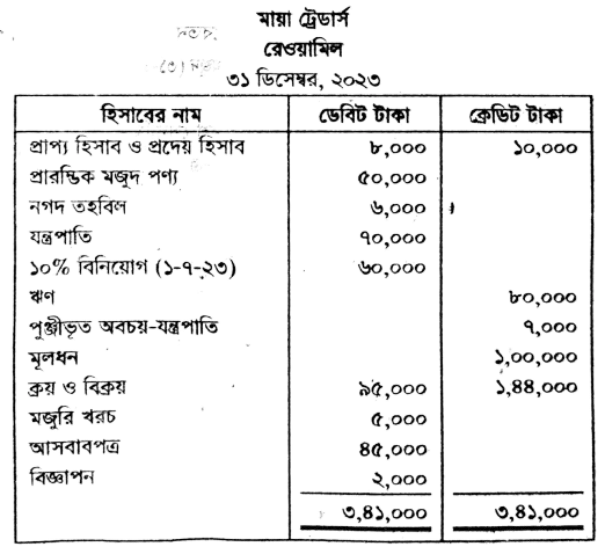 মায়া ট্রেডার্স
রেওয়ামিল
৩১ ডিসেম্বর, ২০২৩
হিসাবের নাম ডেবিট টাকা ক্রেডিট টাকা
প্রাপ্য হিসাব ও প্রদেয় হিসাব ৮,০০০ ১০,০০০
প্রারম্ভিক মজুদ পণ্য ৫০,০০০
নগদ তহবিল ৬,০০০
যন্ত্রপাতি ৭০,০০০
১০% বিনিয়োগ (১-৭-২৩) ৬০,০০০
ঋণ ৮০,০০০
পুঞ্জীভূত অবচয়-যন্ত্রপাতি ৭,০০০
মূলধন ১,০০,০০০
ক্রয় ও বিক্রয় ৯৫,০০০ ১,৪৪,০০০
মজুরি খরচ ৫,০০০
আসবাবপত্র ৪৫,০০০
বিজ্ঞাপন ২,০০০
৩,৪১,০০০ ৩,৪১,০০০